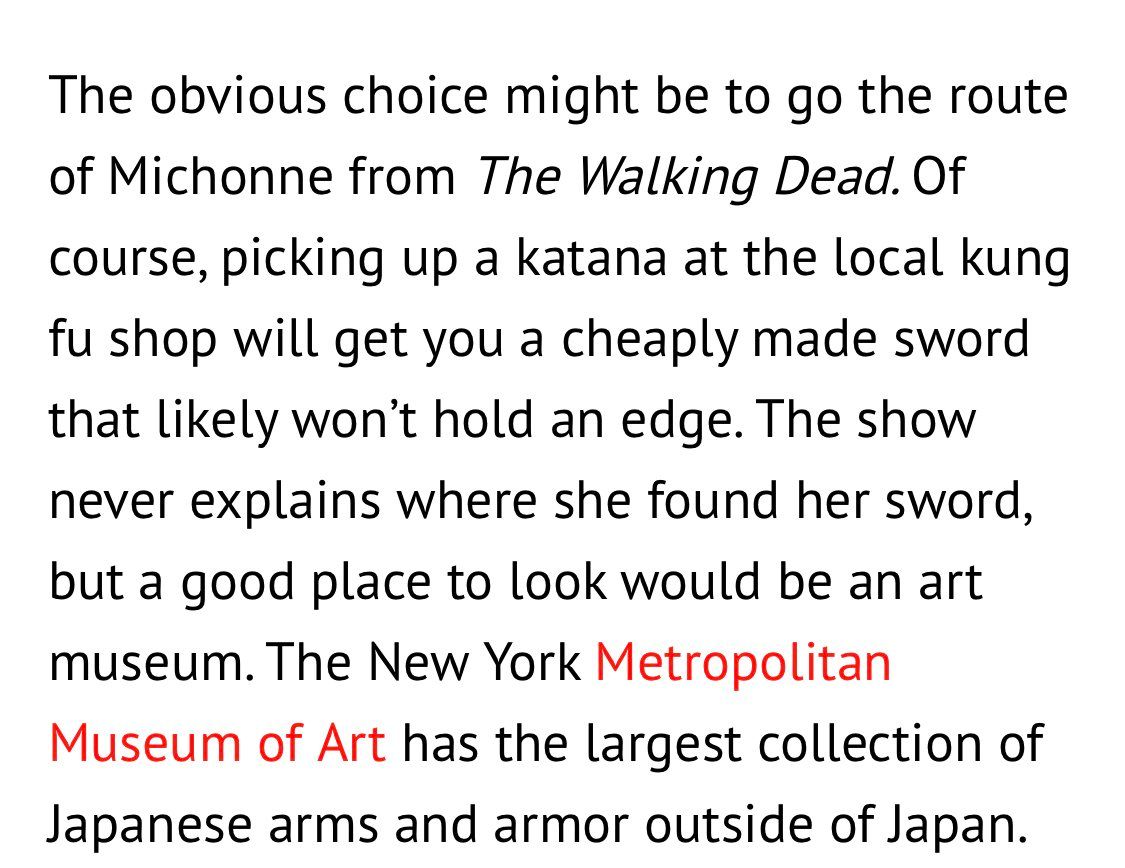 The obvious choice might be to go the route
of Michonne from The Walking Dead. Of
course, picking up a katana at the local kung
fu shop will get you a cheaply made sword
that likely won’t hold an edge. The show
never explains where she found her sword,
but a good place to look would be an art
museum. The New York Metropolitan
Museum of Art has the largest collection of
Japanese arms and armor outside of Japan.